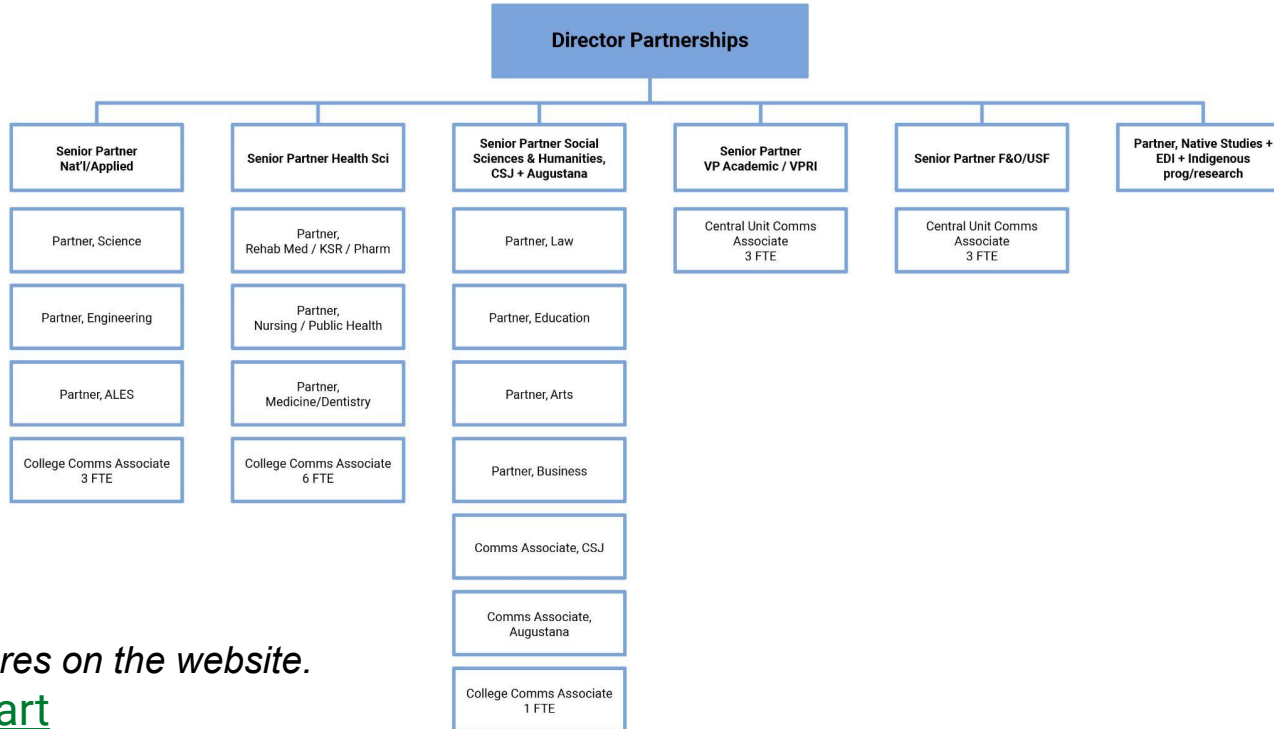 Director Partnerships
Senior Partner
Nat'l/Applied
Partner, Science
Partner, Engineering
Partner, ALES
College Comms Associate
3 FTE
Senior Partner Health Sci
Partner,
Rehab Med / KSR / Pharm
Partner,
Nursing / Public Health
Partner,
Medicine/Dentistry
College Comms Associate
6 FTE
Senior Partner Social
Sciences & Humanities,
CSJ + Augustana
Partner, Law
Partner, Education
Partner, Arts
Partner, Business
Comms Associate, CSJ
Comms Associate,
Augustana
College Comms Associate
1 FTE
Senior Partner
VP Academic / VPRI
Central Unit Comms
Associate
3 FTE
Senior Partner F&O/USF
Central Unit Comms
Associate
3 FTE
Partner, Native Studies +
EDI + Indigenous
prog/research
res on the website.
art